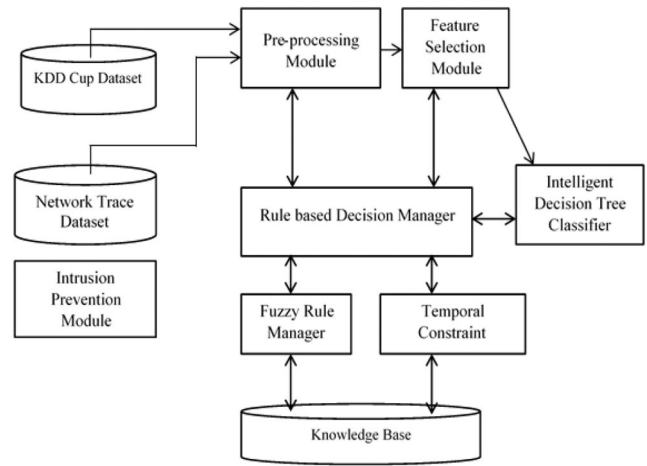 KDD Cup Dataset
Pre-processing
Module
Feature
Selection
Module
Network Trace
Dataset
Rule based Decision Manager
Intelligent
Decision Tree
Classifier
Intrusion
Prevention
Module
Fuzzy Rule
Manager
Temporal
Constraint
Knowledge Base